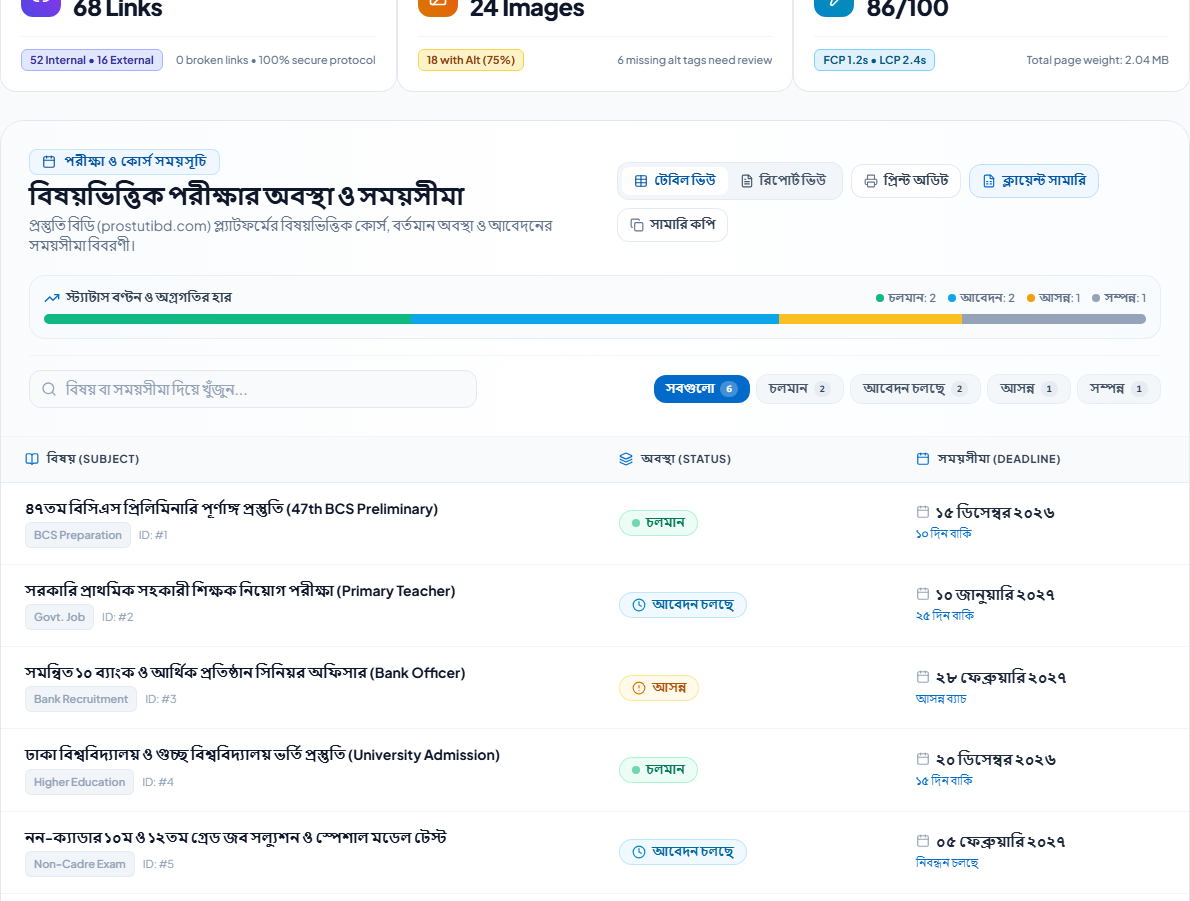 68 Links
24 Images
86/100
52 Internal • 16 External
0 broken links • 100% secure protocol
18 with Alt (75%)
6 missing alt tags need review
FCP 1.2s • LCP 2.4s
Total page weight: 2.04 MB
পরীক্ষা ও কোর্স সময়সূচি
বিষয়ভিত্তিক পরীক্ষার অবস্থা ও সময়সীমা
প্রস্তুতি বিডি (prostutibd.com) প্ল্যাটফর্মের বিষয়ভিত্তিক কোর্স, বর্তমান অবস্থা ও আবেদনের
সময়সীমা বিবরণী।
টেবিল ভিউ
রিপোর্ট ভিউ
প্রিন্ট অডিট
ক্লায়েন্ট সামারি
সামারি কপি
স্ট্যাটাস বণ্টন ও অগ্রগতির হার
চলমান: 2
আবেদন: 2
আসন্ন: 1
সম্পন্ন: 1
বিষয় বা সময়সীমা দিয়ে খুঁজুন...
সবগুলো 6
চলমান 2
আবেদন চলছে 2
আসন্ন 1
সম্পন্ন 1
বিষয় (SUBJECT)
অবস্থা (STATUS)
সময়সীমা (DEADLINE)
৪৭তম বিসিএস প্রিলিমিনারি পূর্ণাঙ্গ প্রস্তুতি (47th BCS Preliminary)
BCS Preparation
ID: #1
চলমান
১৫ ডিসেম্বর ২০২৬
১০ দিন বাকি
সরকারি প্রাথমিক সহকারী শিক্ষক নিয়োগ পরীক্ষা (Primary Teacher)
Govt. Job
ID: #2
আবেদন চলছে
১০ জানুয়ারি ২০২৭
২৫ দিন বাকি
সমন্বিত ১০ ব্যাংক ও আর্থিক প্রতিষ্ঠান সিনিয়র অফিসার (Bank Officer)
Bank Recruitment
ID: #3
আসন্ন
২৮ ফেব্রুয়ারি ২০২৭
আসন্ন ব্যাচ
ঢাকা বিশ্ববিদ্যালয় ও গুচ্ছ বিশ্ববিদ্যালয় ভর্তি প্রস্তুতি (University Admission)
Higher Education
ID: #4
চলমান
২০ ডিসেম্বর ২০২৬
১৫ দিন বাকি
নন-ক্যাডার ১০ম ও ১২তম গ্রেড জব সল্যুশন ও স্পেশাল মডেল টেস্ট
Non-Cadre Exam
ID: #5
আবেদন চলছে
০৫ ফেব্রুয়ারি ২০২৭
নিবন্ধন চলছে